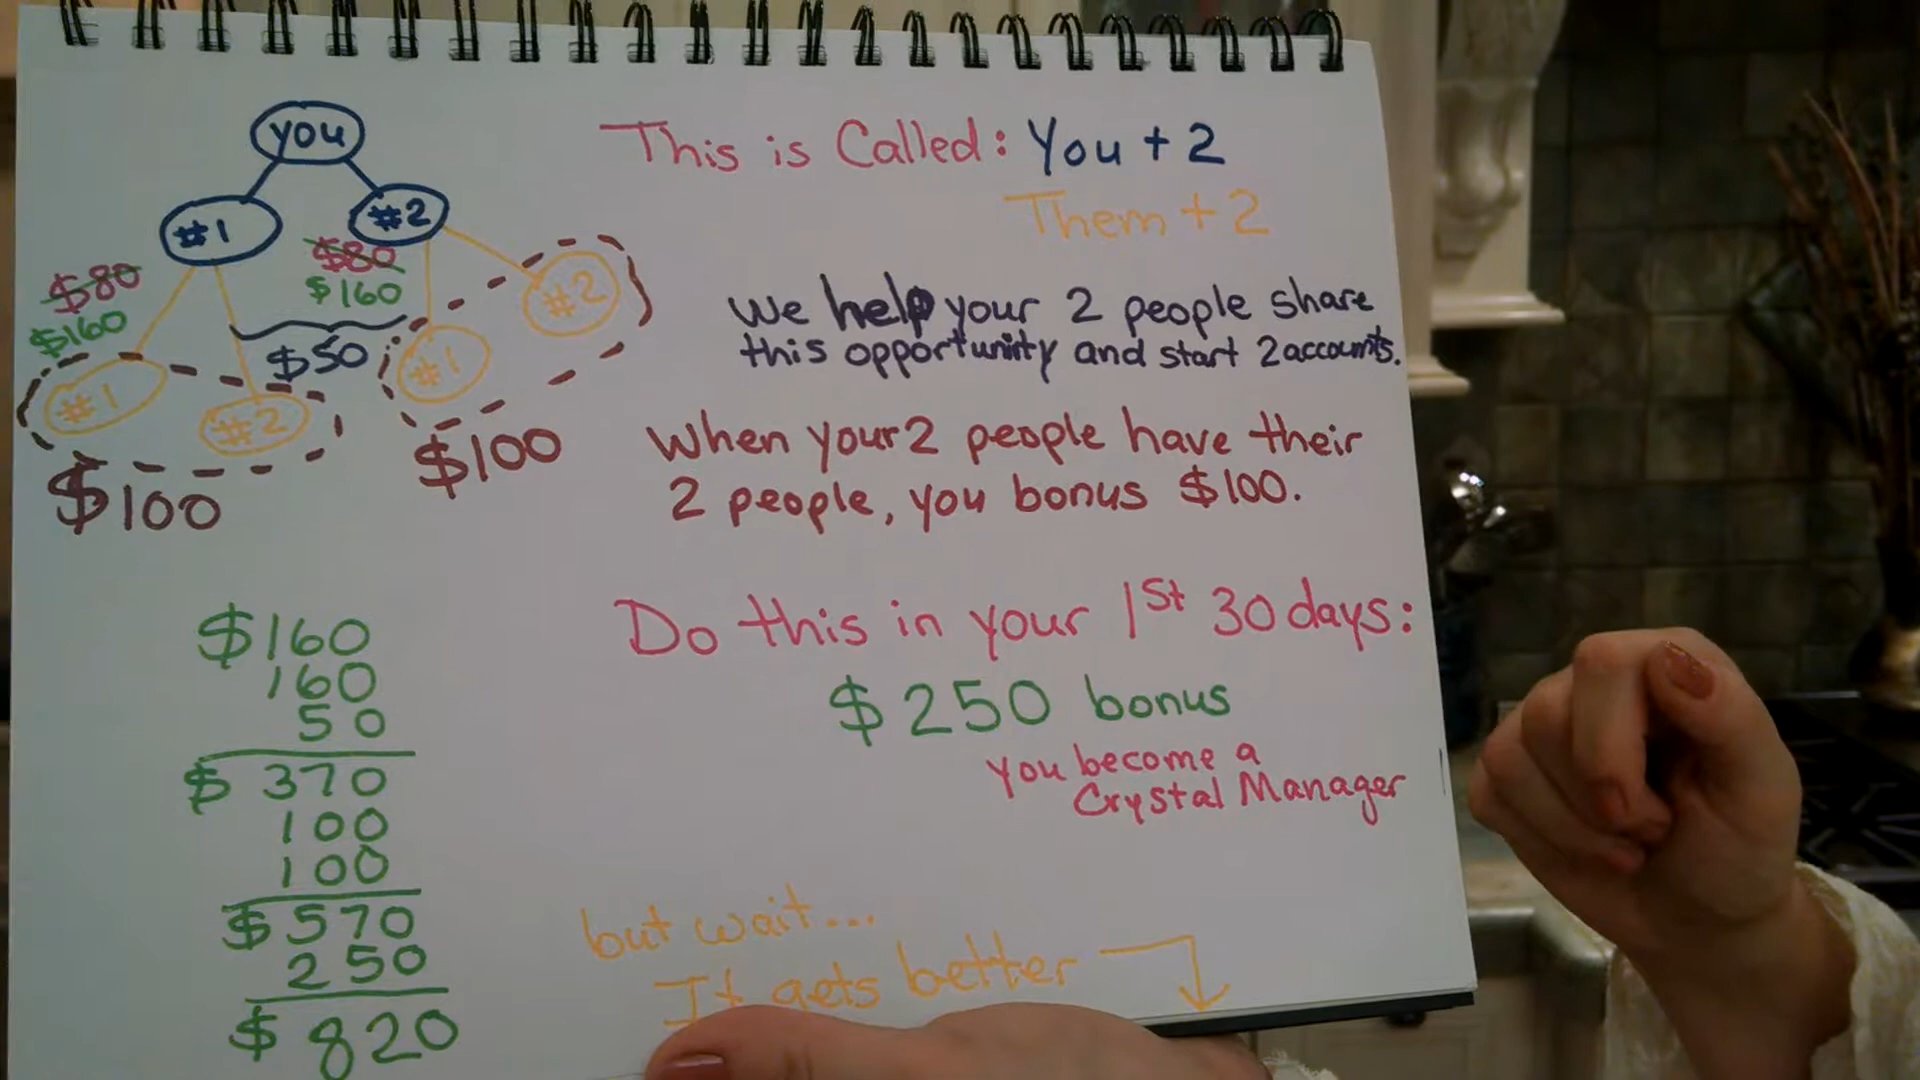 you
#1
#2
$80
$160
$80
$160
$50
#1
#2
#1
#2
$100
$100
This is Called: You + 2
Them + 2
We help your 2 people share
this opportunity and start 2 accounts.
When your 2 people have their
2 people, you bonus $100.
Do this in your 1st 30 days:
$250 bonus
you become a
Crystal Manager
$160
160
50
$370
100
100
$570
250
$820
but wait...
It gets better